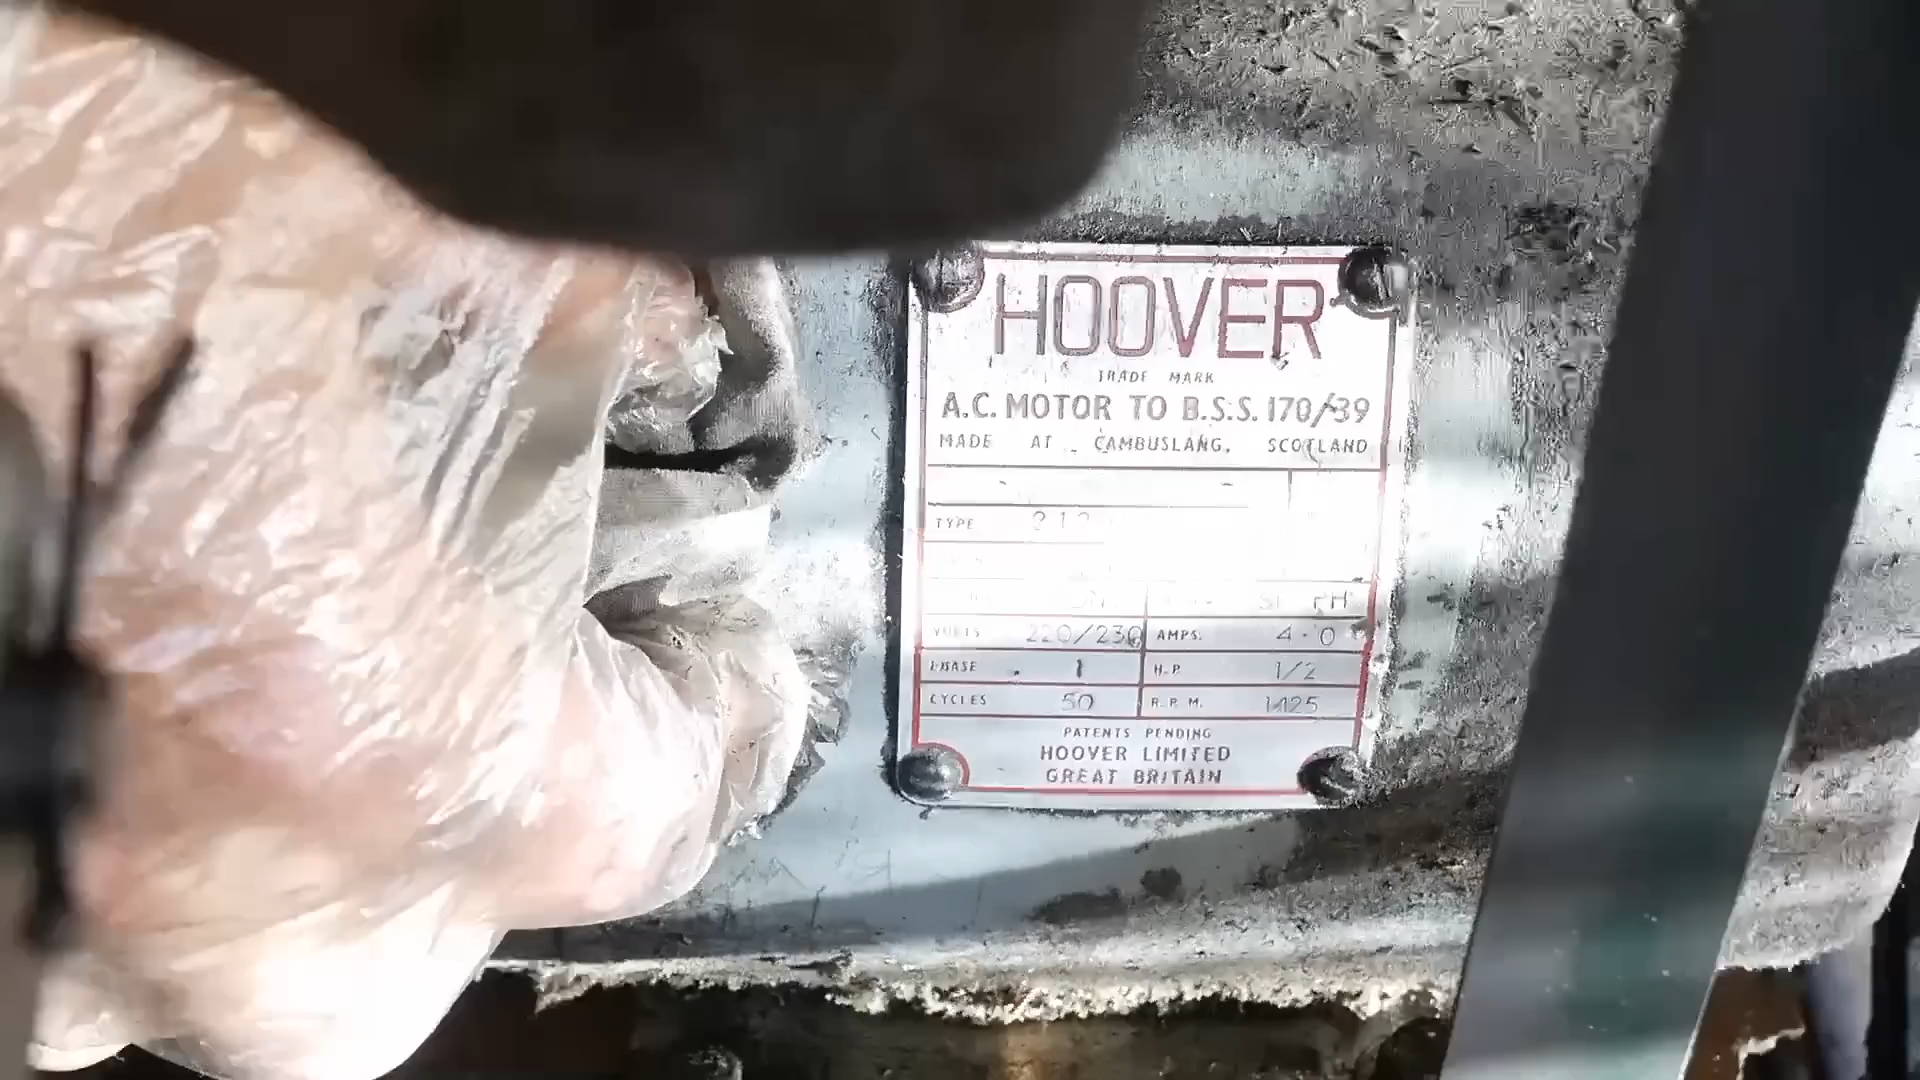 HOOVER
TRADE MARK
A.C. MOTOR TO B.S.S. 170/39
MADE AT CAMBUSLANG, SCOTLAND
TYPE
VOLTS 220/230 AMPS. 4.0
PHASE 1 H.P. 1/2
CYCLES 50 R.P.M. 1425
PATENTS PENDING
HOOVER LIMITED
GREAT BRITAIN